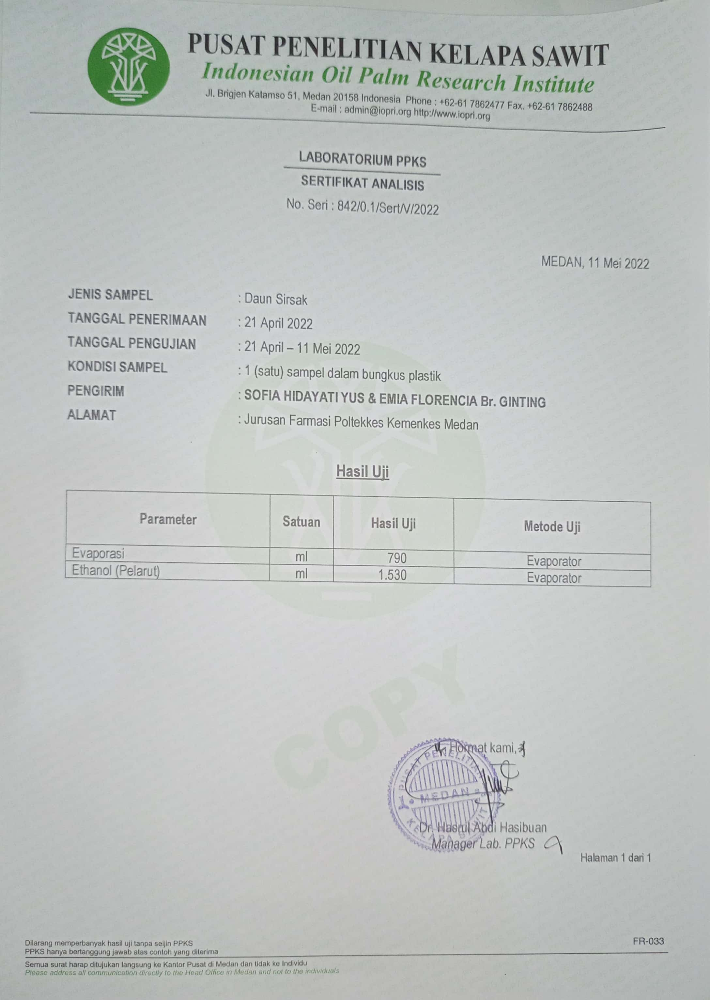 PUSAT PENELITIAN KELAPA SAWIT
Indonesian Oil Palm Research Institute
Jl. Brigjen Katamso 51, Medan 20158 Indonesia Phone : +62-61 7862477 Fax. +62-61 7862488
E-mail : admin@iopri.org http://www.iopri.org
LABORATORIUM PPKS
SERTIFIKAT ANALISIS
No. Seri : 842/0.1/Sert/V/2022
MEDAN, 11 Mei 2022
JENIS SAMPEL : Daun Sirsak
TANGGAL PENERIMAAN : 21 April 2022
TANGGAL PENGUJIAN : 21 April – 11 Mei 2022
KONDISI SAMPEL : 1 (satu) sampel dalam bungkus plastik
PENGIRIM : SOFIA HIDAYATI YUS & EMIA FLORENCIA Br. GINTING
ALAMAT : Jurusan Farmasi Poltekkes Kemenkes Medan
Hasil Uji
Parameter Satuan Hasil Uji Metode Uji
Evaporasi ml 790 Evaporator
Ethanol (Pelarut) ml 1.530 Evaporator
COPY
Hormat kami,
PUSAT PENELITIAN
MEDAN
KELAPA SAWIT
Dr. Hasrul Abdi Hasibuan
Manager Lab. PPKS
Halaman 1 dari 1
Dilarang memperbanyak hasil uji tanpa seijin PPKS
PPKS hanya bertanggung jawab atas contoh yang diterima
FR-033
Semua surat harap ditujukan langsung ke Kantor Pusat di Medan dan tidak ke Individu
Please address all communication directly to the Head Office in Medan and not to the individuals